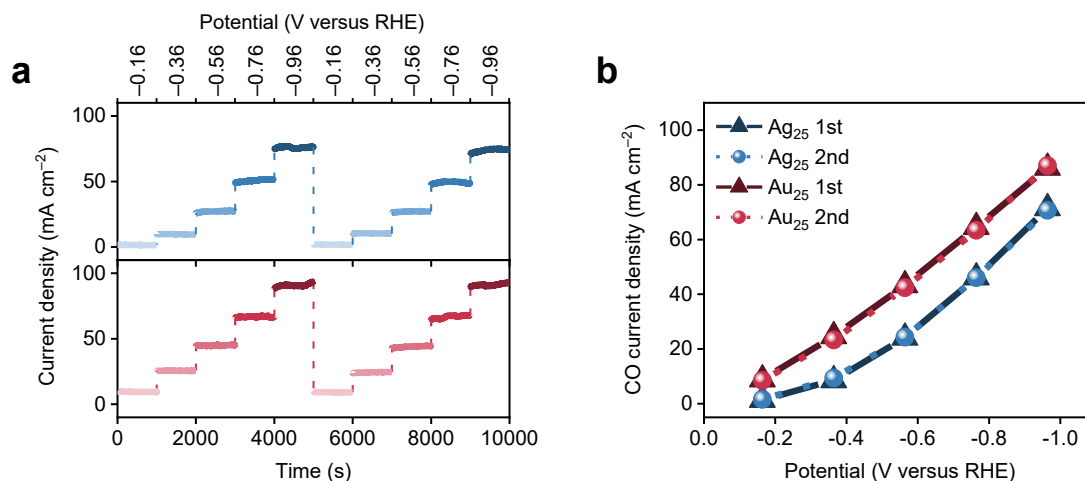 Potential (V versus RHE)
a
−0.16 −0.36 −0.56 −0.76 −0.96 −0.16 −0.36 −0.56 −0.76 −0.96
100
50
0
100
50
0
Current density (mA cm⁻²)
0 2000 4000 6000 8000 10000
Time (s)
b
Ag₂₅ 1st
Ag₂₅ 2nd
Au₂₅ 1st
Au₂₅ 2nd
100
80
60
40
20
0
CO current density (mA cm⁻²)
0.0 -0.2 -0.4 -0.6 -0.8 -1.0
Potential (V versus RHE)